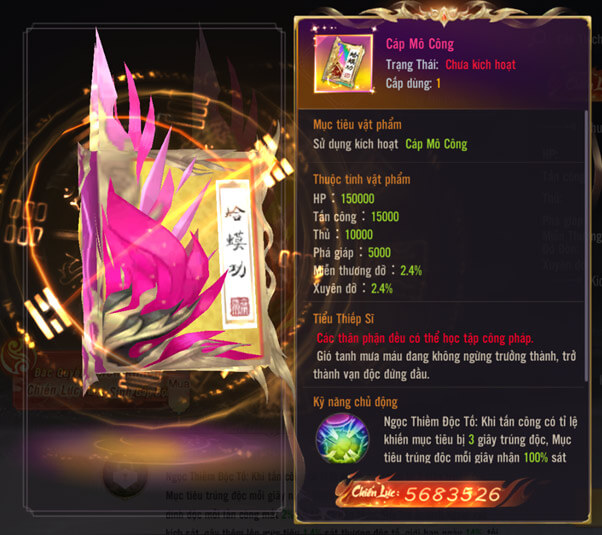 Cáp Mô Công
Trạng Thái: Chưa kích hoạt
Cấp dùng: 1
Mục tiêu vật phẩm
Sử dụng kích hoạt Cáp Mô Công
Thuộc tính vật phẩm
HP : 150000
Tấn công : 15000
Thủ : 10000
Phá giáp : 5000
Miễn thương đỡ : 2.4%
Xuyên đỡ : 2.4%
Tiểu Thiếp Sĩ
Các thân phận đều có thể học tập công pháp.
Gió tanh mưa máu đang không ngừng trưởng thành, trở
thành vạn độc đứng đầu.
Kỹ năng chủ động
Ngọc Thiềm Độc Tố: Khi tấn công có tỉ lệ
khiến mục tiêu bị 3 giây trúng độc, Mục
tiêu trúng độc mỗi giây nhận 100% sát
Chiến Lực: 5683526
蛤蟆功